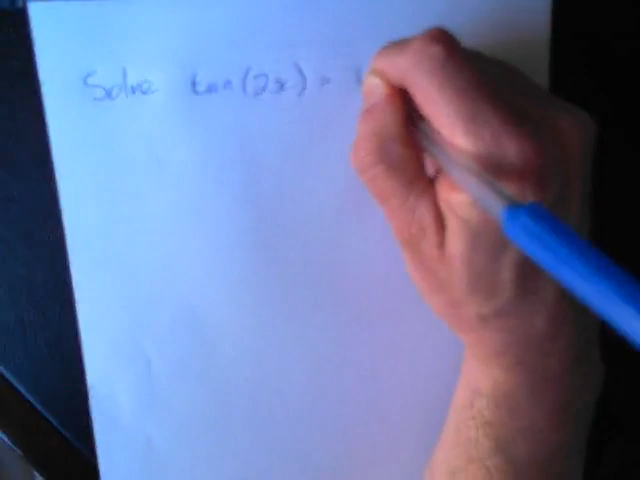 Solve tan(2x) =